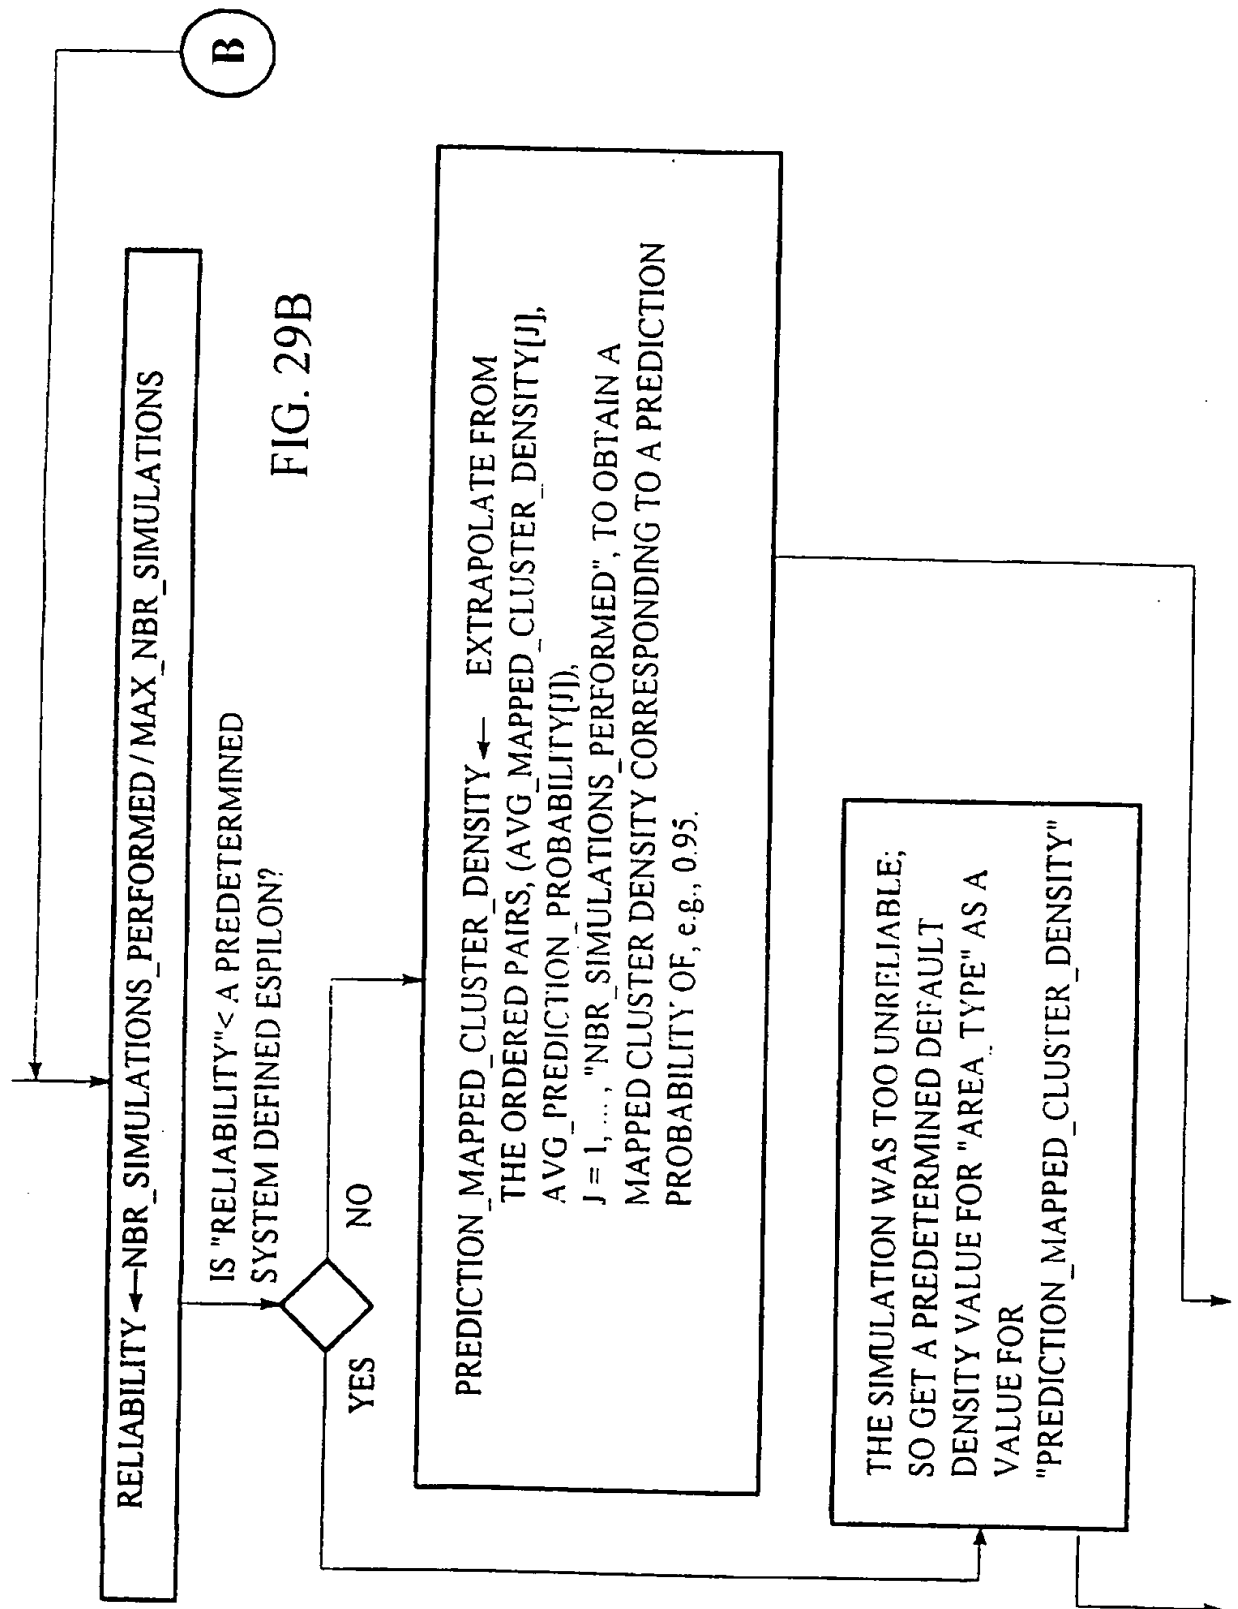 B
RELIABILITY ←NBR_SIMULATIONS_PERFORMED / MAX_NBR_SIMULATIONS
FIG. 29B
IS "RELIABILITY"< A PREDETERMINED
SYSTEM DEFINED ESPILON?
YES
NO
PREDICTION_MAPPED_CLUSTER_DENSITY ← EXTRAPOLATE FROM
THE ORDERED PAIRS, (AVG_MAPPED_CLUSTER_DENSITY[J],
AVG_PREDICTION_PROBABILITY[J]),
J = 1, ... , "NBR_SIMULATIONS_PERFORMED", TO OBTAIN A
MAPPED CLUSTER DENSITY CORRESPONDING TO A PREDICTION
PROBABILITY OF, e.g., 0.95.
THE SIMULATION WAS TOO UNRELIABLE;
SO GET A PREDETERMINED DEFAULT
DENSITY VALUE FOR "AREA_TYPE" AS A
VALUE FOR
"PREDICTION_MAPPED_CLUSTER_DENSITY"